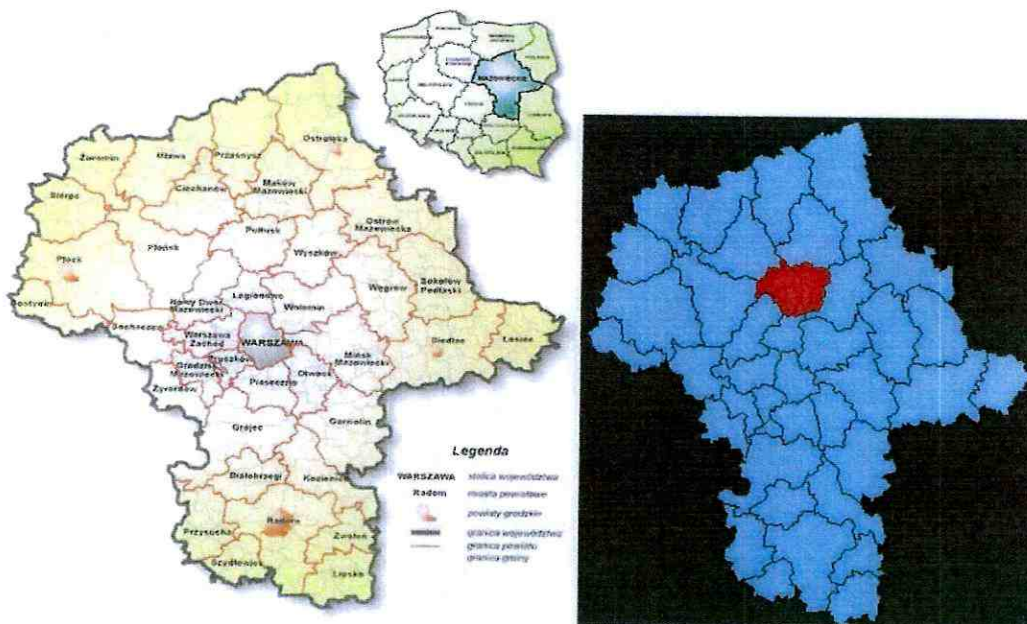 MAZOWIECKIE
Ostrołęka
Żuromin
Mława
Przasnysz
Ciechanów
Maków
Mazowiecki
Sierpc
Ostrów
Mazowiecka
Pułtusk
Płońsk
Wyszków
Płock
Sokołów
Podlaski
Węgrów
Gostynin
Legionowo
Nowy Dwór
Mazowiecki
Wołomin
Sochaczew
Warszawa
Zachód
WARSZAWA
Siedlce
Łosice
Mińsk
Mazowiecki
Pruszków
Grodzisk
Mazowiecki
Otwock
Piaseczno
Żyrardów
Garwolin
Grójec
Białobrzegi
Kozienice
Radom
Przysucha
Zwoleń
Szydłowiec
Lipsko
Legenda
WARSZAWA stolica województwa
Radom miasta powiatowe
powiaty grodzkie
granica województwa
granica powiatu
granica gminy